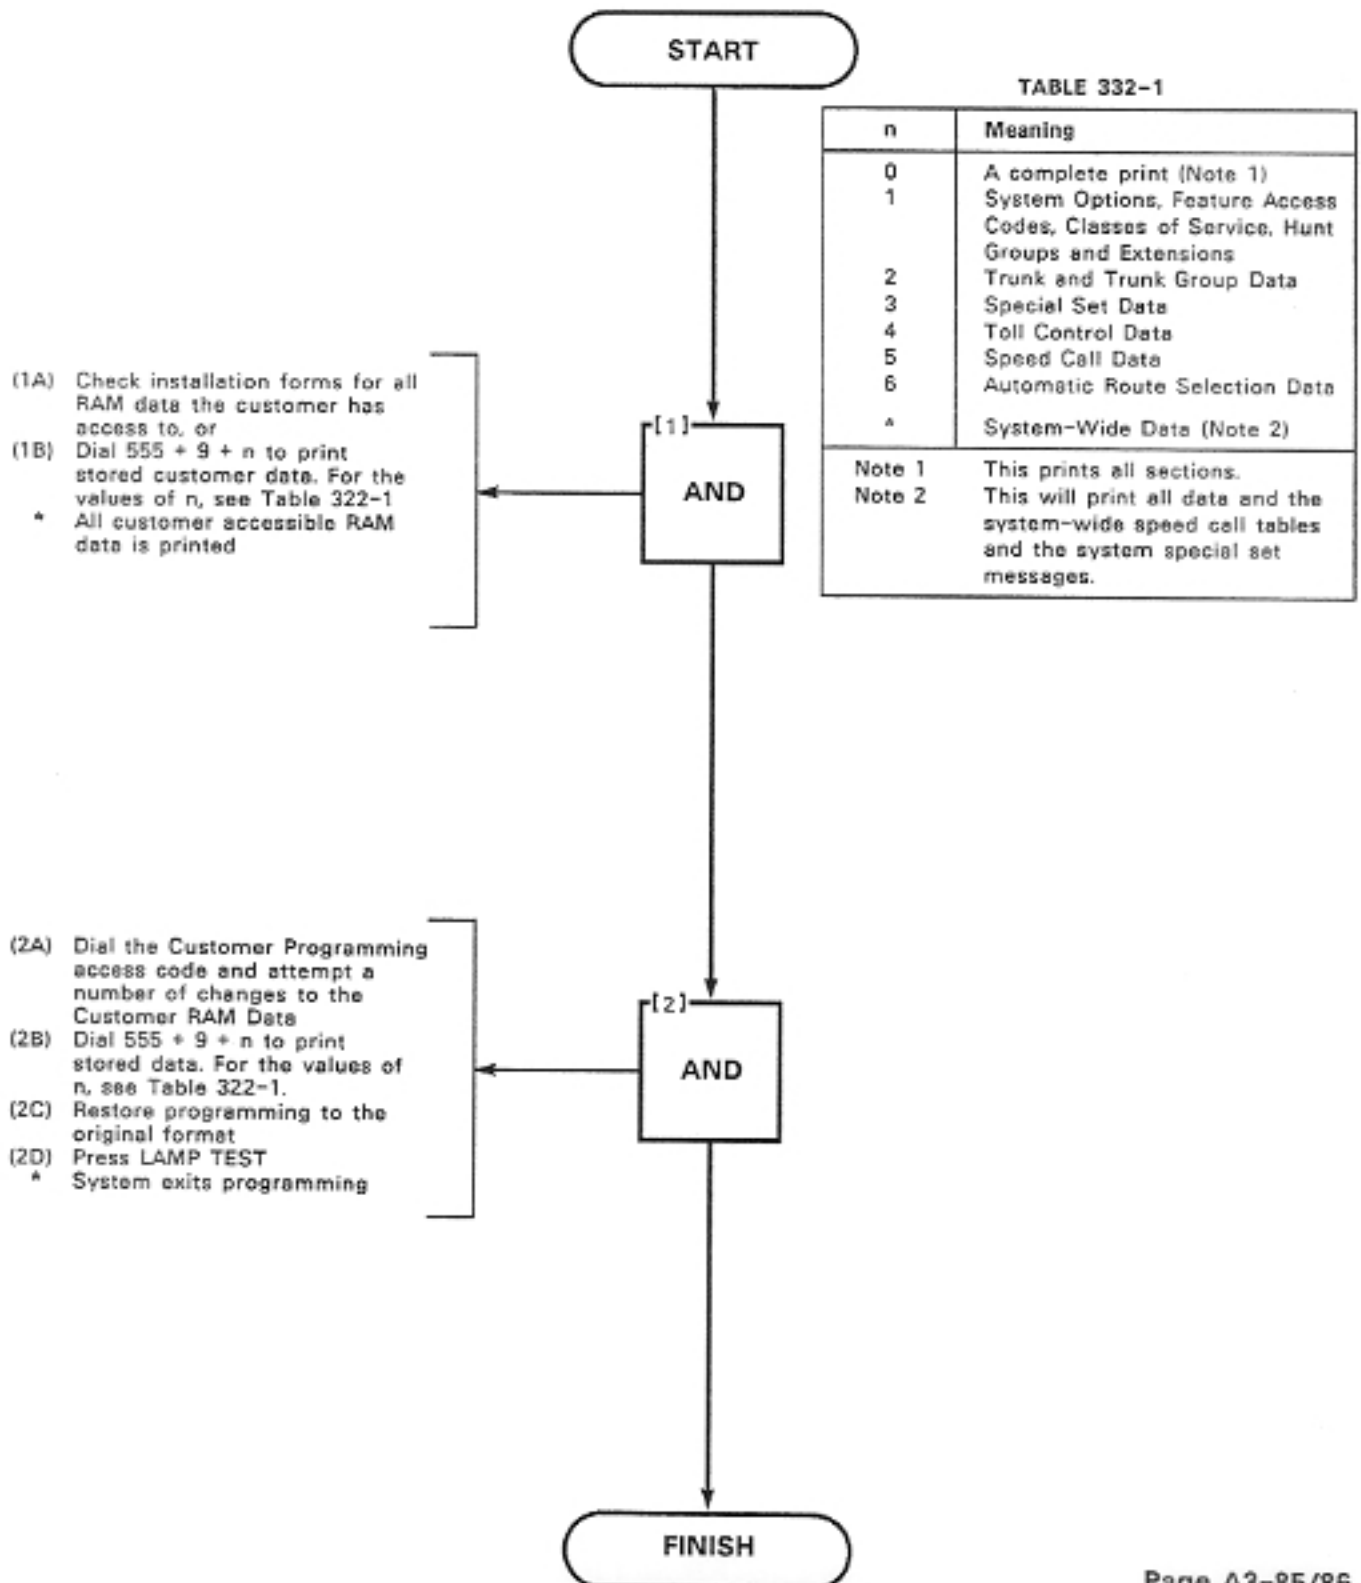 START
TABLE 332-1
n Meaning
0 A complete print (Note 1)
1 System Options, Feature Access
Codes, Classes of Service, Hunt
Groups and Extensions
2 Trunk and Trunk Group Data
3 Special Set Data
4 Toll Control Data
5 Speed Call Data
6 Automatic Route Selection Data
* System-Wide Data (Note 2)
Note 1 This prints all sections.
Note 2 This will print all data and the
system-wide speed call tables
and the system special set
messages.
(1A) Check installation forms for all
RAM data the customer has
access to, or
(1B) Dial 555 + 9 + n to print
stored customer data. For the
values of n, see Table 322-1
* All customer accessible RAM
data is printed
[1]
AND
(2A) Dial the Customer Programming
access code and attempt a
number of changes to the
Customer RAM Data
(2B) Dial 555 + 9 + n to print
stored data. For the values of
n, see Table 322-1.
(2C) Restore programming to the
original format
(2D) Press LAMP TEST
* System exits programming
[2]
AND
FINISH
Page A3-85/86